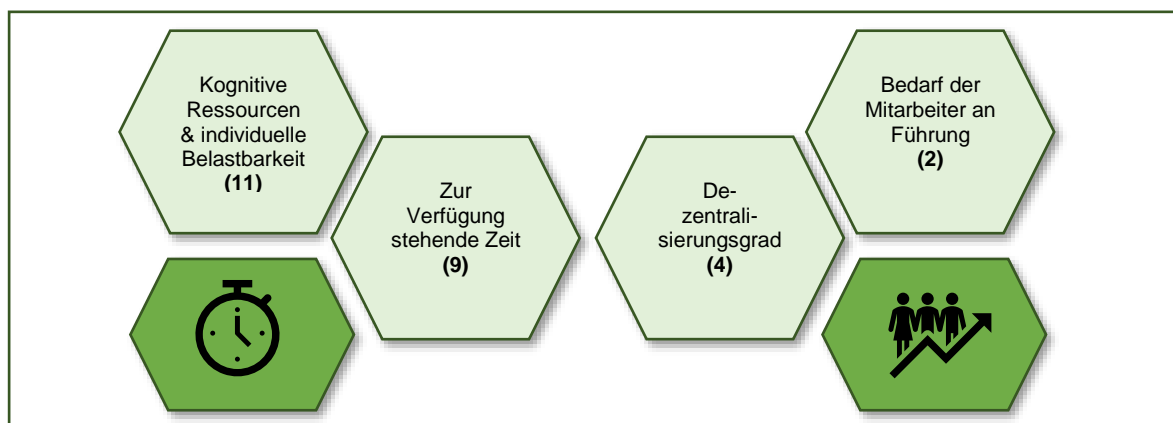 Kognitive
Ressourcen
& individuelle
Belastbarkeit
(11)
Zur
Verfügung
stehende Zeit
(9)
De-
zentrali-
sierungsgrad
(4)
Bedarf der
Mitarbeiter an
Führung
(2)